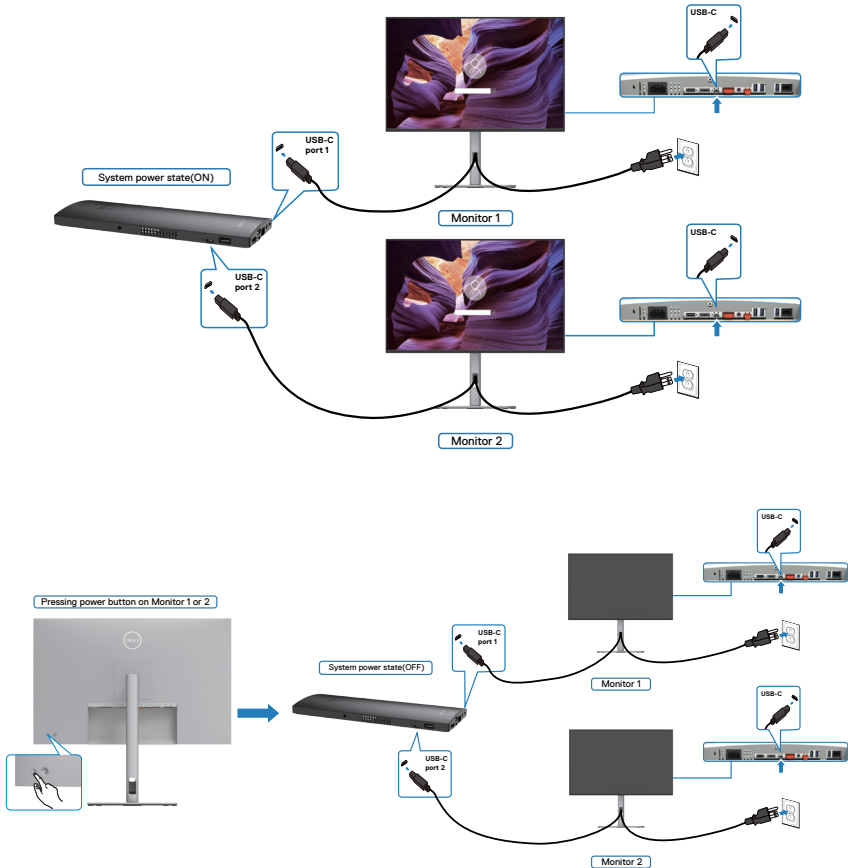 USB-C
USB-C
port 1
System power state(ON)
Monitor 1
USB-C
USB-C
port 2
Monitor 2
USB-C
Pressing power button on Monitor 1 or 2
USB-C
port 1
DELL
System power state(OFF)
Monitor 1
USB-C
USB-C
port 2
Monitor 2